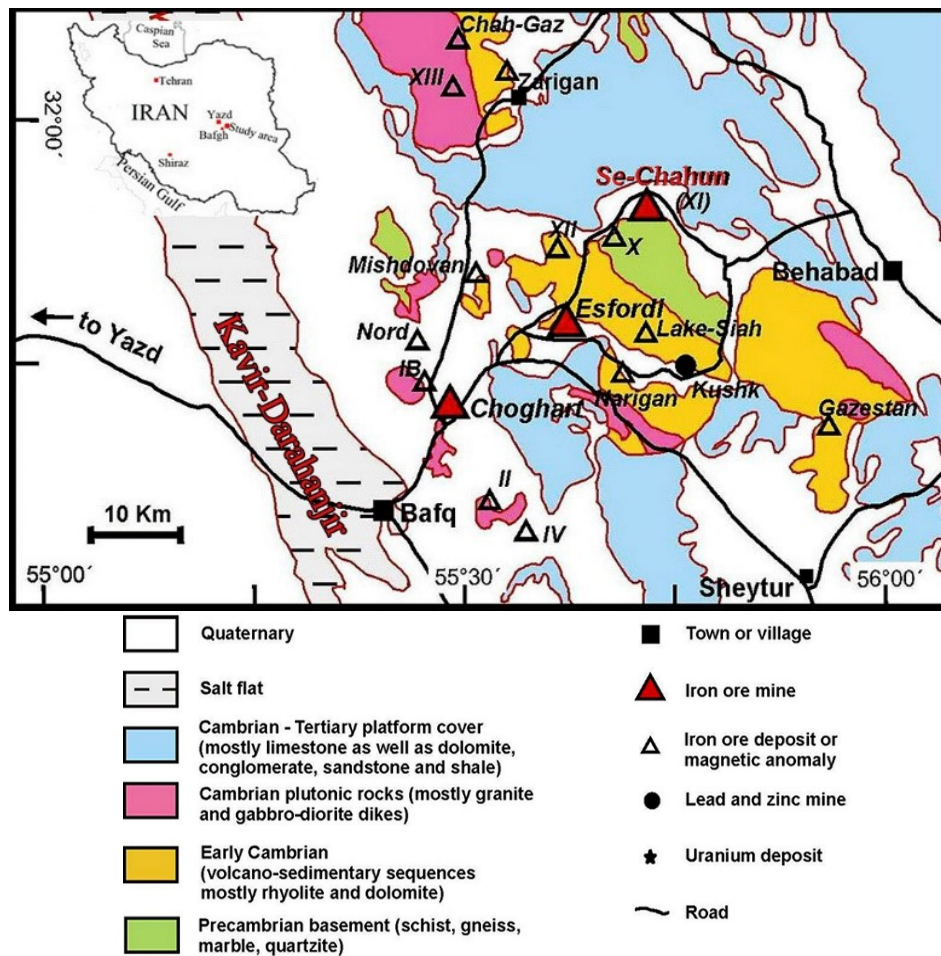 Caspian
Sea
Tehran
IRAN
Yazd
Bafgh
Study area
Shiraz
Persian Gulf
32°00´
Chah-Gaz
XIII
Zarigan
Se-Chahun
(XI)
XII
X
Mishdovan
Behabad
Esfordi
to Yazd
Nord
Lake-Siah
IB
Choghart
Narigan
Kushk
Gazestan
Kavir-Darahanjir
II
10 Km
Bafq
IV
55°00´
55°30´
Sheytur
56°00´
Quaternary
Salt flat
Cambrian - Tertiary platform cover
(mostly limestone as well as dolomite,
conglomerate, sandstone and shale)
Cambrian plutonic rocks (mostly granite
and gabbro-diorite dikes)
Early Cambrian
(volcano-sedimentary sequences
mostly rhyolite and dolomite)
Precambrian basement (schist, gneiss,
marble, quartzite)
Town or village
Iron ore mine
Iron ore deposit or
magnetic anomaly
Lead and zinc mine
Uranium deposit
Road